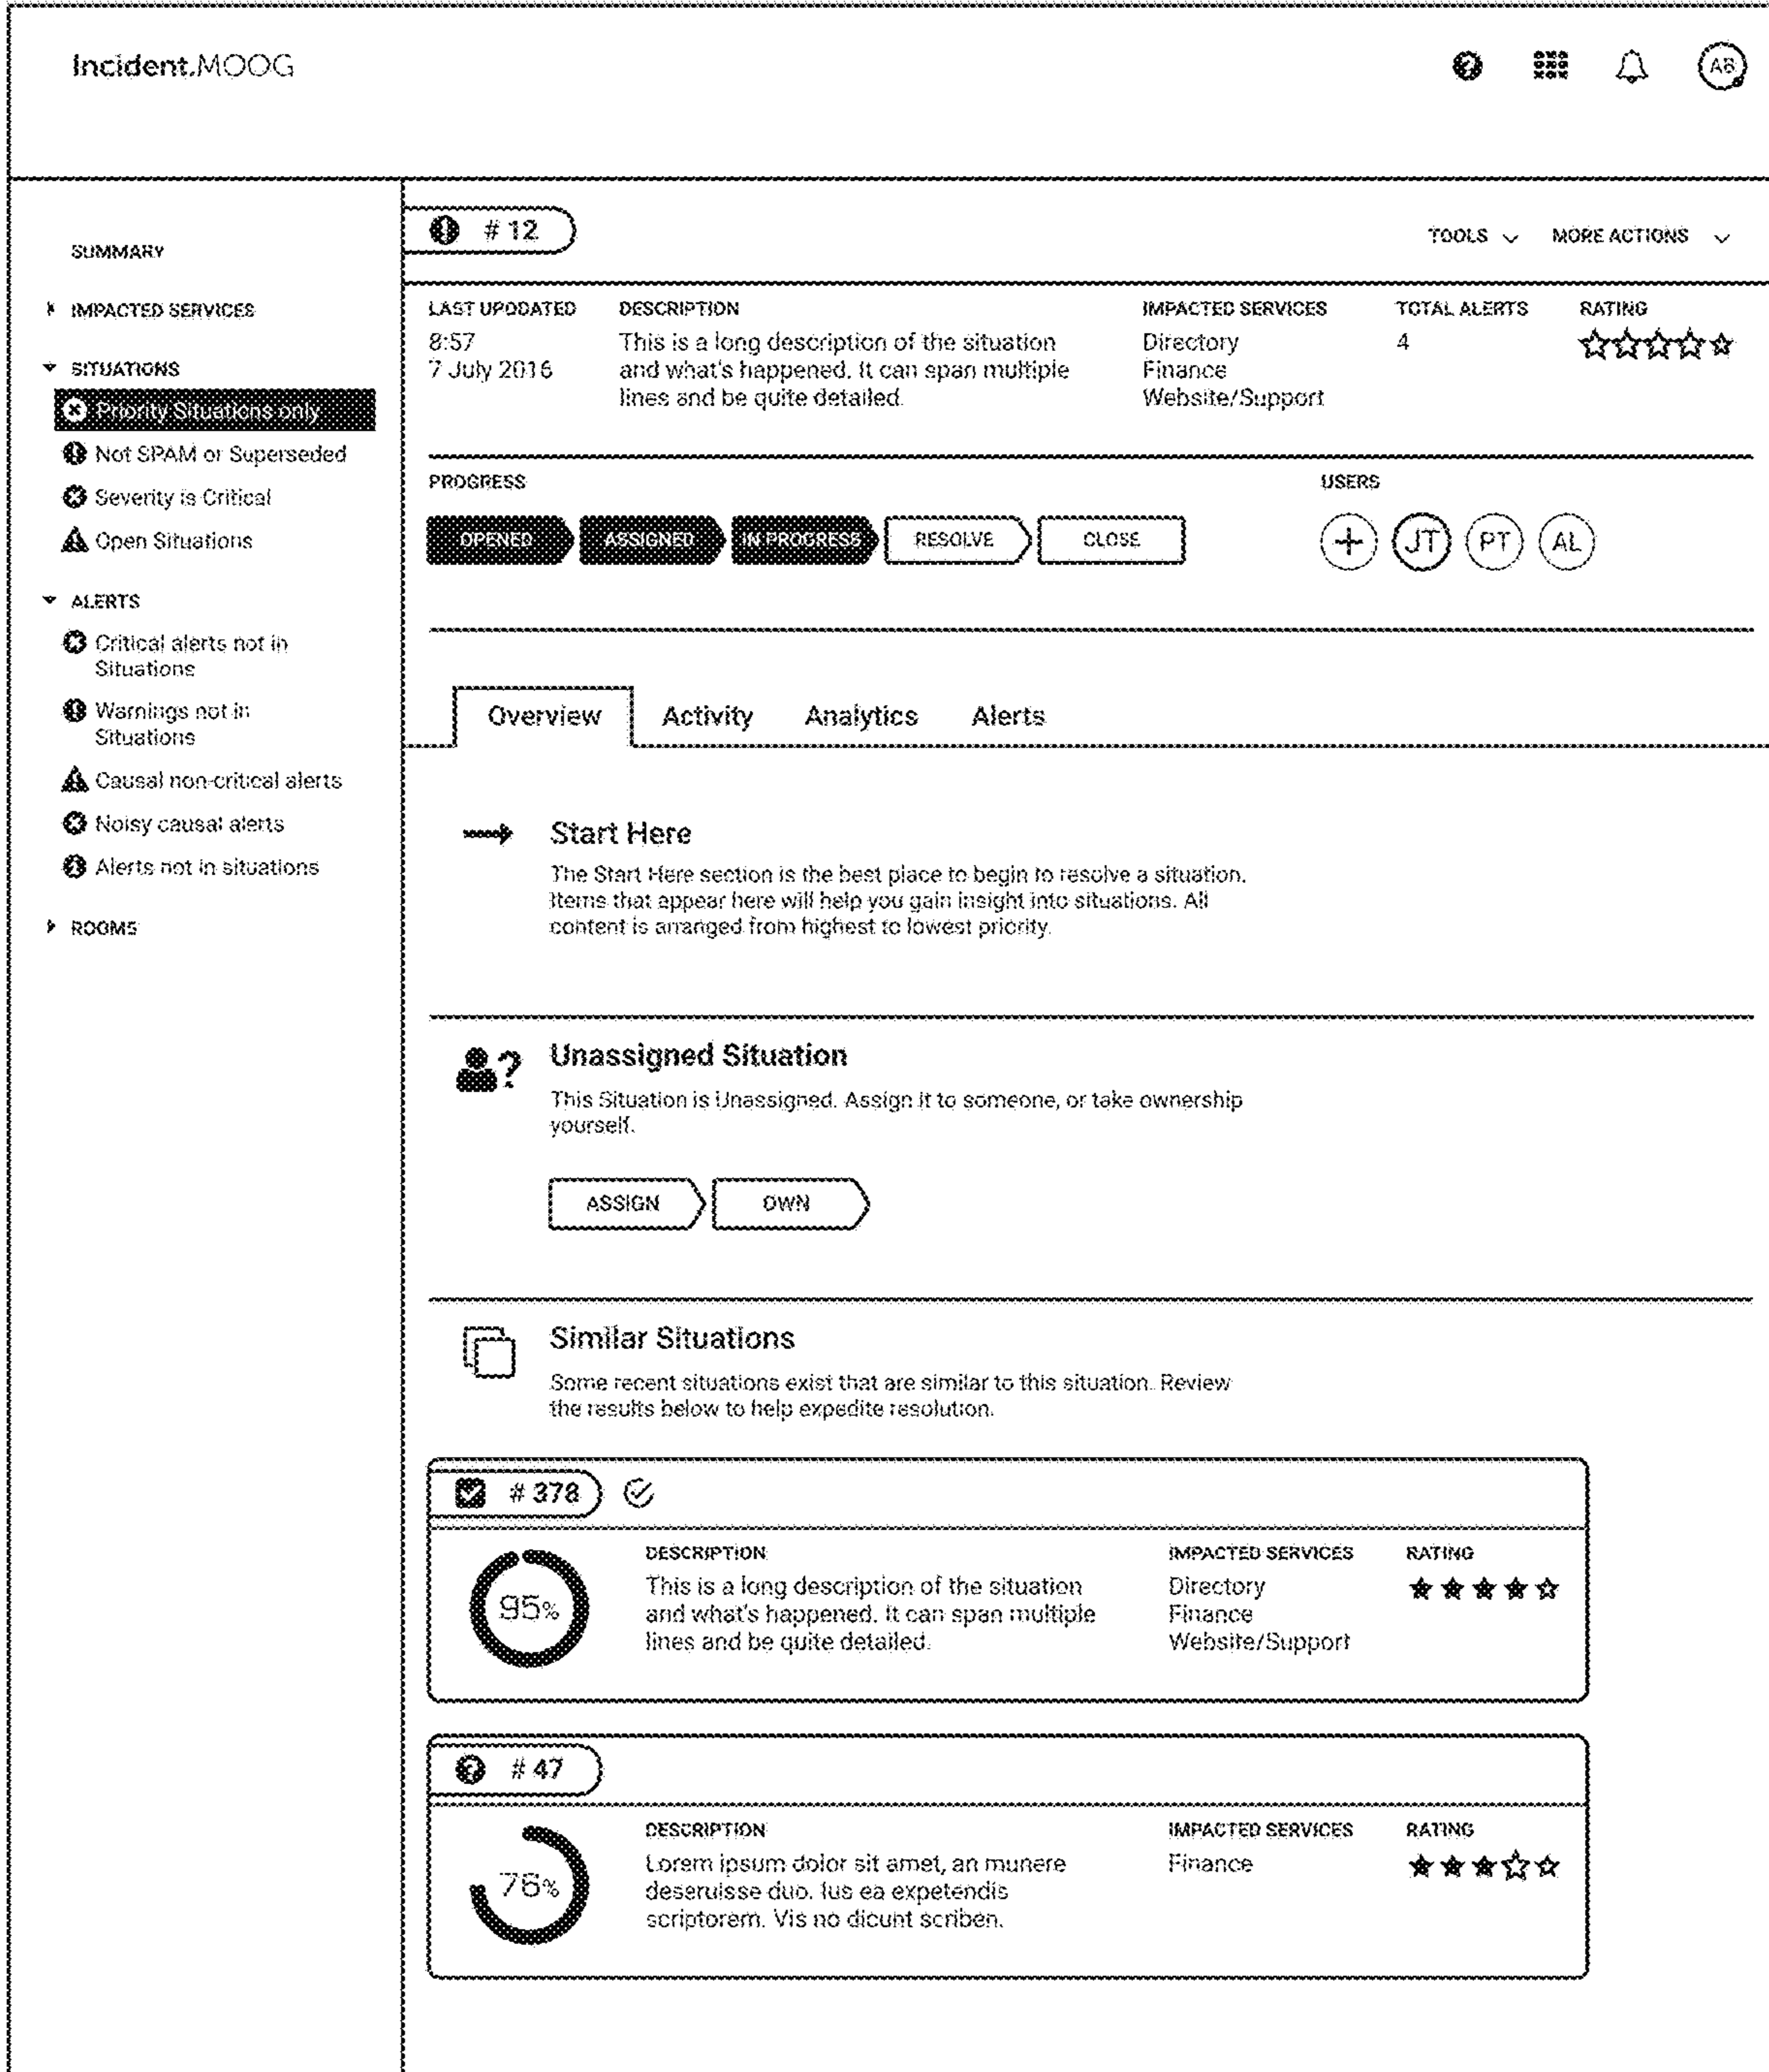 Incident.MOOG
AB
SUMMARY
IMPACTED SERVICES
SITUATIONS
Priority Situations only
Not SPAM or Superseded
Severity is Critical
Open Situations
ALERTS
Critical alerts not in
Situations
Warnings not in
Situations
Causal non-critical alerts
Noisy causal alerts
Alerts not in situations
ROOMS
# 12
TOOLS MORE ACTIONS
LAST UPDDATED DESCRIPTION IMPACTED SERVICES TOTAL ALERTS RATING
8:57 This is a long description of the situation Directory 4
7 July 2016 and what's happened. It can span multiple Finance
lines and be quite detailed. Website/Support
PROGRESS USERS
OPENED ASSIGNED IN PROGRESS RESOLVE CLOSE + JT PT AL
Overview Activity Analytics Alerts
Start Here
The Start Here section is the best place to begin to resolve a situation.
Items that appear here will help you gain insight into situations. All
content is arranged from highest to lowest priority.
Unassigned Situation
This Situation is Unassigned. Assign it to someone, or take ownership
yourself.
ASSIGN OWN
Similar Situations
Some recent situations exist that are similar to this situation. Review
the results below to help expedite resolution.
# 378
DESCRIPTION IMPACTED SERVICES RATING
95% This is a long description of the situation Directory
and what's happened. It can span multiple Finance
lines and be quite detailed. Website/Support
# 47
DESCRIPTION IMPACTED SERVICES RATING
76% Lorem ipsum dolor sit amet, an munere Finance
deseruisse duo. Ius ea expetendis
scriptorem. Vis no dicunt scriben.